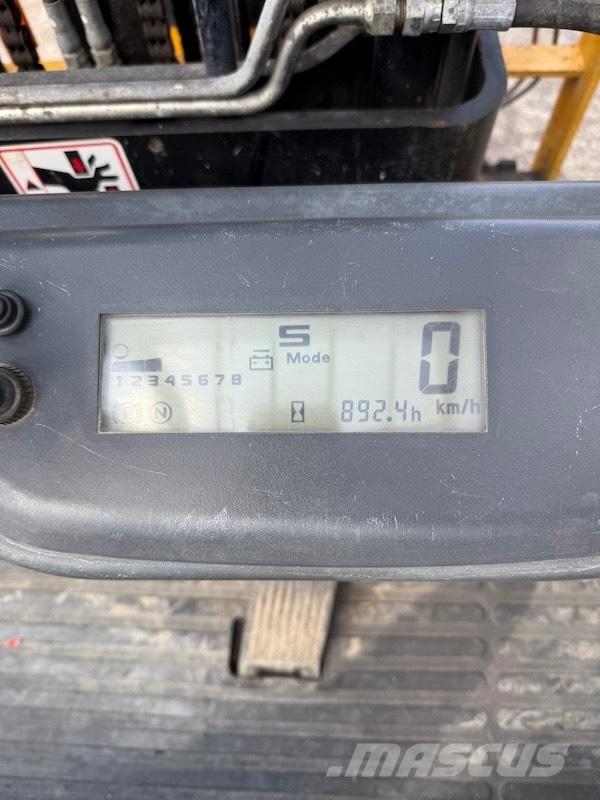 S
Mode
0
12345678
P N
892.4h
km/h
MASCUS